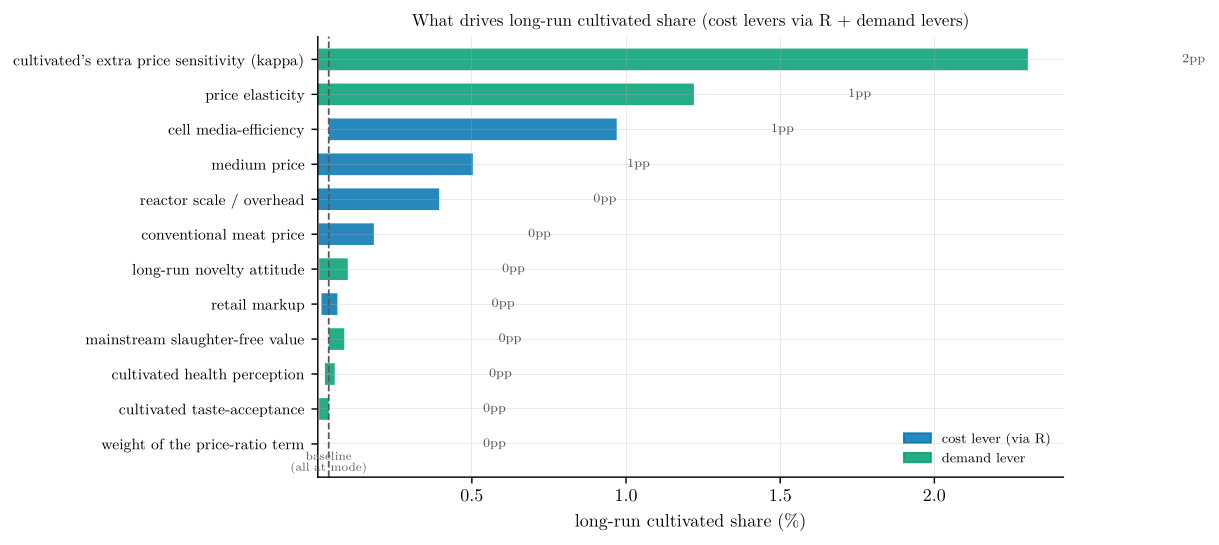 What drives long-run cultivated share (cost levers via R + demand levers)
cultivated's extra price sensitivity (kappa)
2pp
price elasticity
1pp
cell media-efficiency
1pp
medium price
1pp
reactor scale / overhead
0pp
conventional meat price
0pp
long-run novelty attitude
0pp
retail markup
0pp
mainstream slaughter-free value
0pp
cultivated health perception
0pp
cultivated taste-acceptance
0pp
weight of the price-ratio term
0pp
baseline
(all at mode)
cost lever (via R)
demand lever
0.5
1.0
1.5
2.0
long-run cultivated share (%)